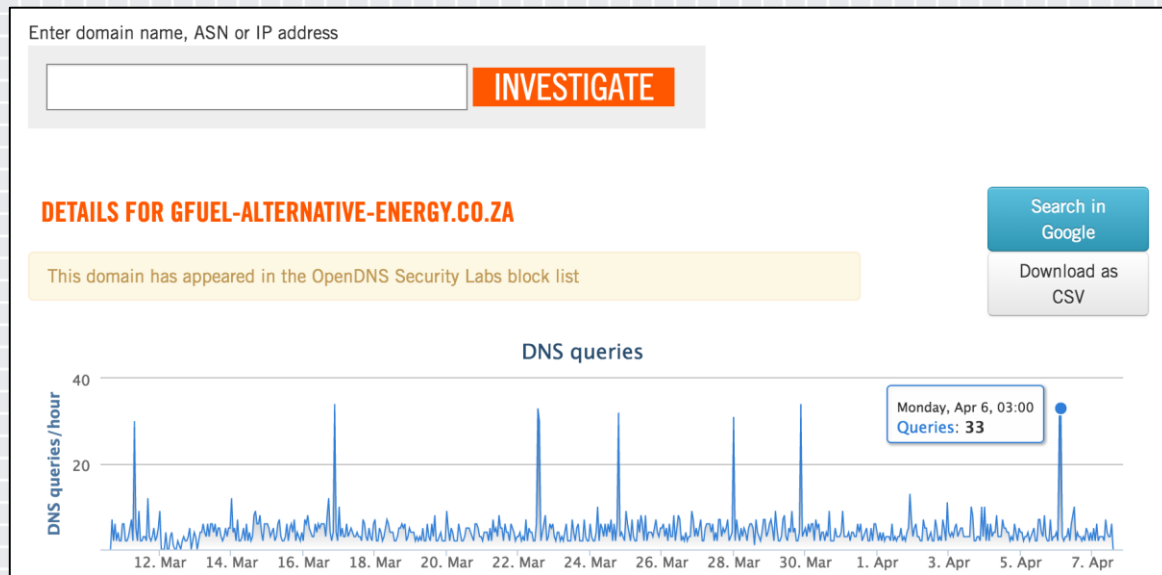 Enter domain name, ASN or IP address
INVESTIGATE
DETAILS FOR GFUEL-ALTERNATIVE-ENERGY.CO.ZA
Search in
Google
This domain has appeared in the OpenDNS Security Labs block list
Download as
CSV
DNS queries
DNS queries/hour
40
20
Monday, Apr 6, 03:00
Queries: 33
12. Mar 14. Mar 16. Mar 18. Mar 20. Mar 22. Mar 24. Mar 26. Mar 28. Mar 30. Mar 1. Apr 3. Apr 5. Apr 7. Apr